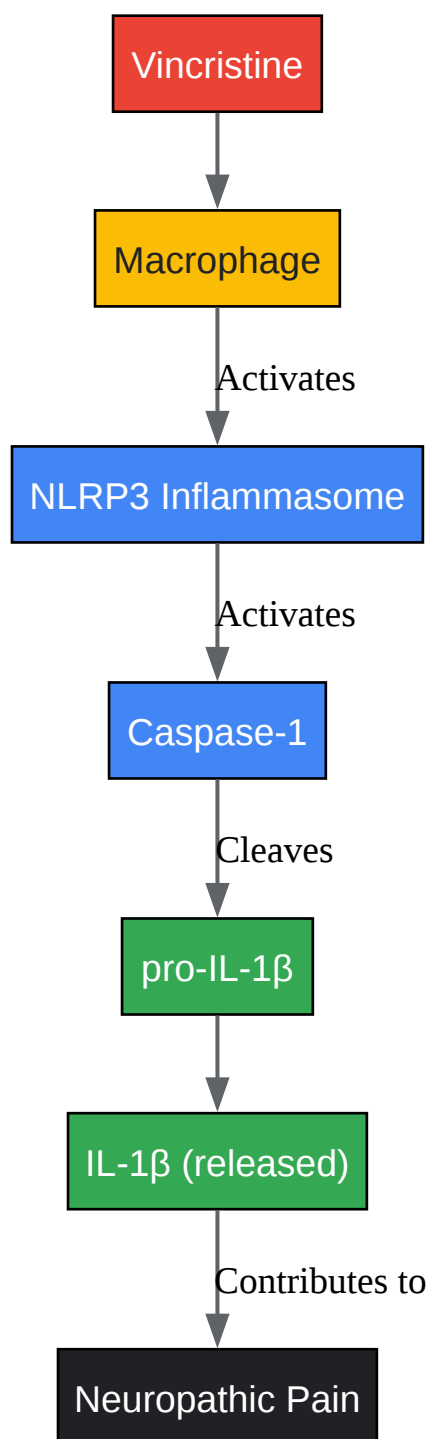 Vincristine
Macrophage
Activates
NLRP3 Inflammasome
Activates
Caspase-1
Cleaves
pro-IL-1β
IL-1β (released)
Contributes to
Neuropathic Pain